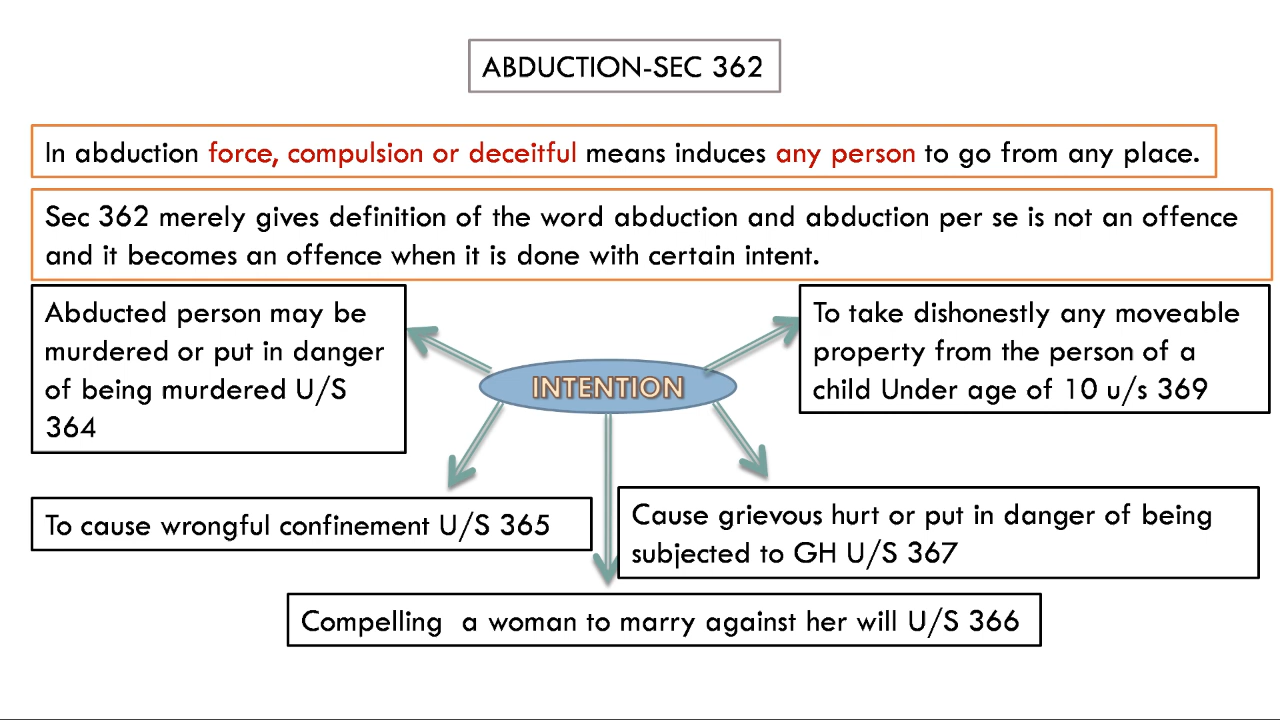 ABDUCTION-SEC 362
In abduction force, compulsion or deceitful means induces any person to go from any place.
Sec 362 merely gives definition of the word abduction and abduction per se is not an offence
and it becomes an offence when it is done with certain intent.
Abducted person may be
murdered or put in danger
of being murdered U/S
364
To take dishonestly any moveable
property from the person of a
child Under age of 10 u/s 369
INTENTION
To cause wrongful confinement U/S 365
Cause grievous hurt or put in danger of being
subjected to GH U/S 367
Compelling  a woman to marry against her will U/S 366